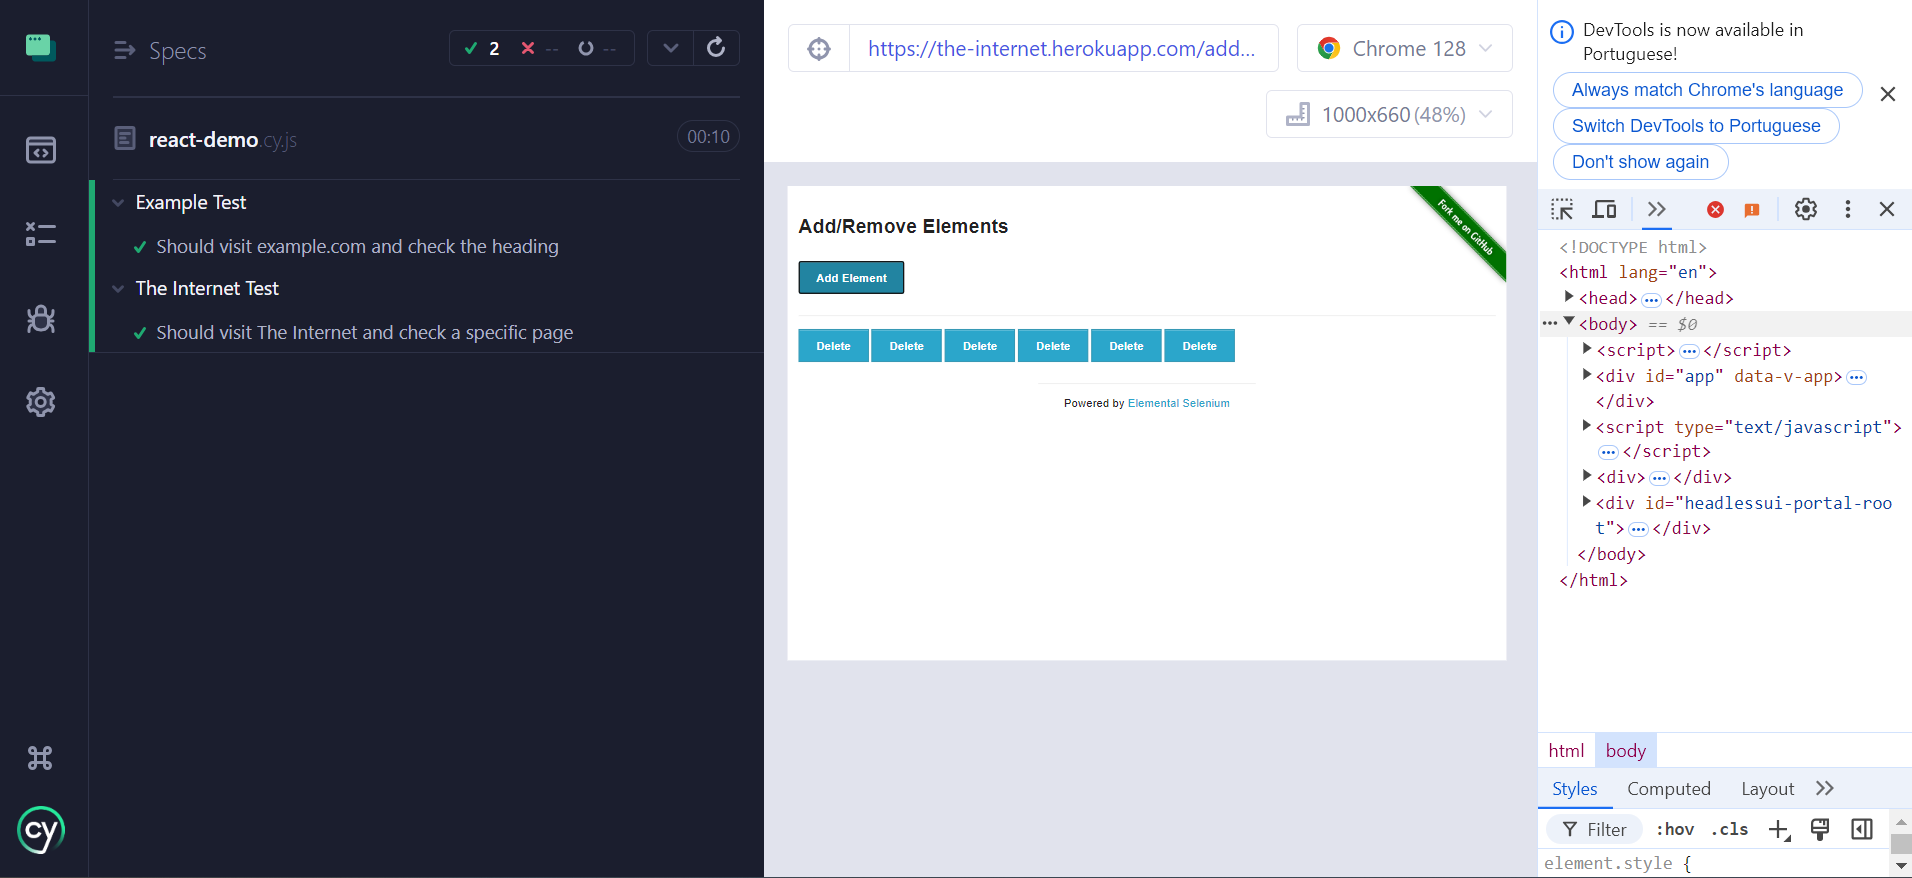 Specs
2 -- --
react-demo.cy.js
00:10
Example Test
Should visit example.com and check the heading
The Internet Test
Should visit The Internet and check a specific page
cy
https://the-internet.herokuapp.com/add...
Chrome 128
1000x660 (48%)
Add/Remove Elements
Fork me on GitHub
Add Element
Delete Delete Delete Delete Delete Delete
Powered by Elemental Selenium
DevTools is now available in
Portuguese!
Always match Chrome's language
Switch DevTools to Portuguese
Don't show again
<!DOCTYPE html>
<html lang="en">
<head>…</head>
<body> == $0
<script>…</script>
<div id="app" data-v-app>…
</div>
<script type="text/javascript">
…</script>
<div>…</div>
<div id="headlessui-portal-roo
t">…</div>
</body>
</html>
html body
Styles Computed Layout
Filter :hov .cls
element.style {